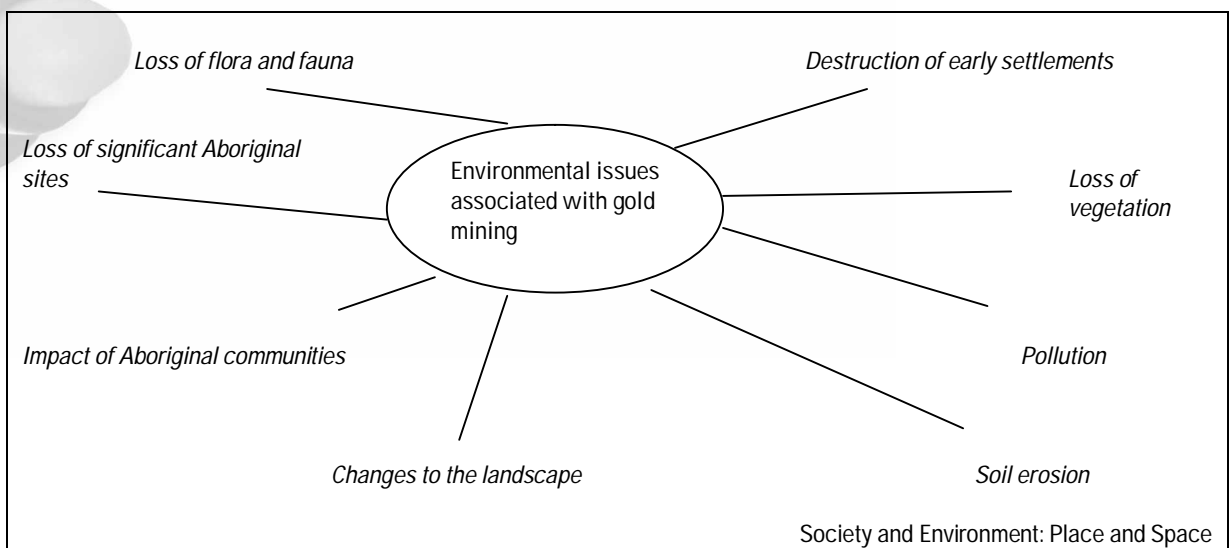 Loss of flora and fauna
Destruction of early settlements
Loss of significant Aboriginal
sites
Environmental issues
associated with gold
mining
Loss of
vegetation
Impact of Aboriginal communities
Pollution
Changes to the landscape
Soil erosion
Society and Environment: Place and Space